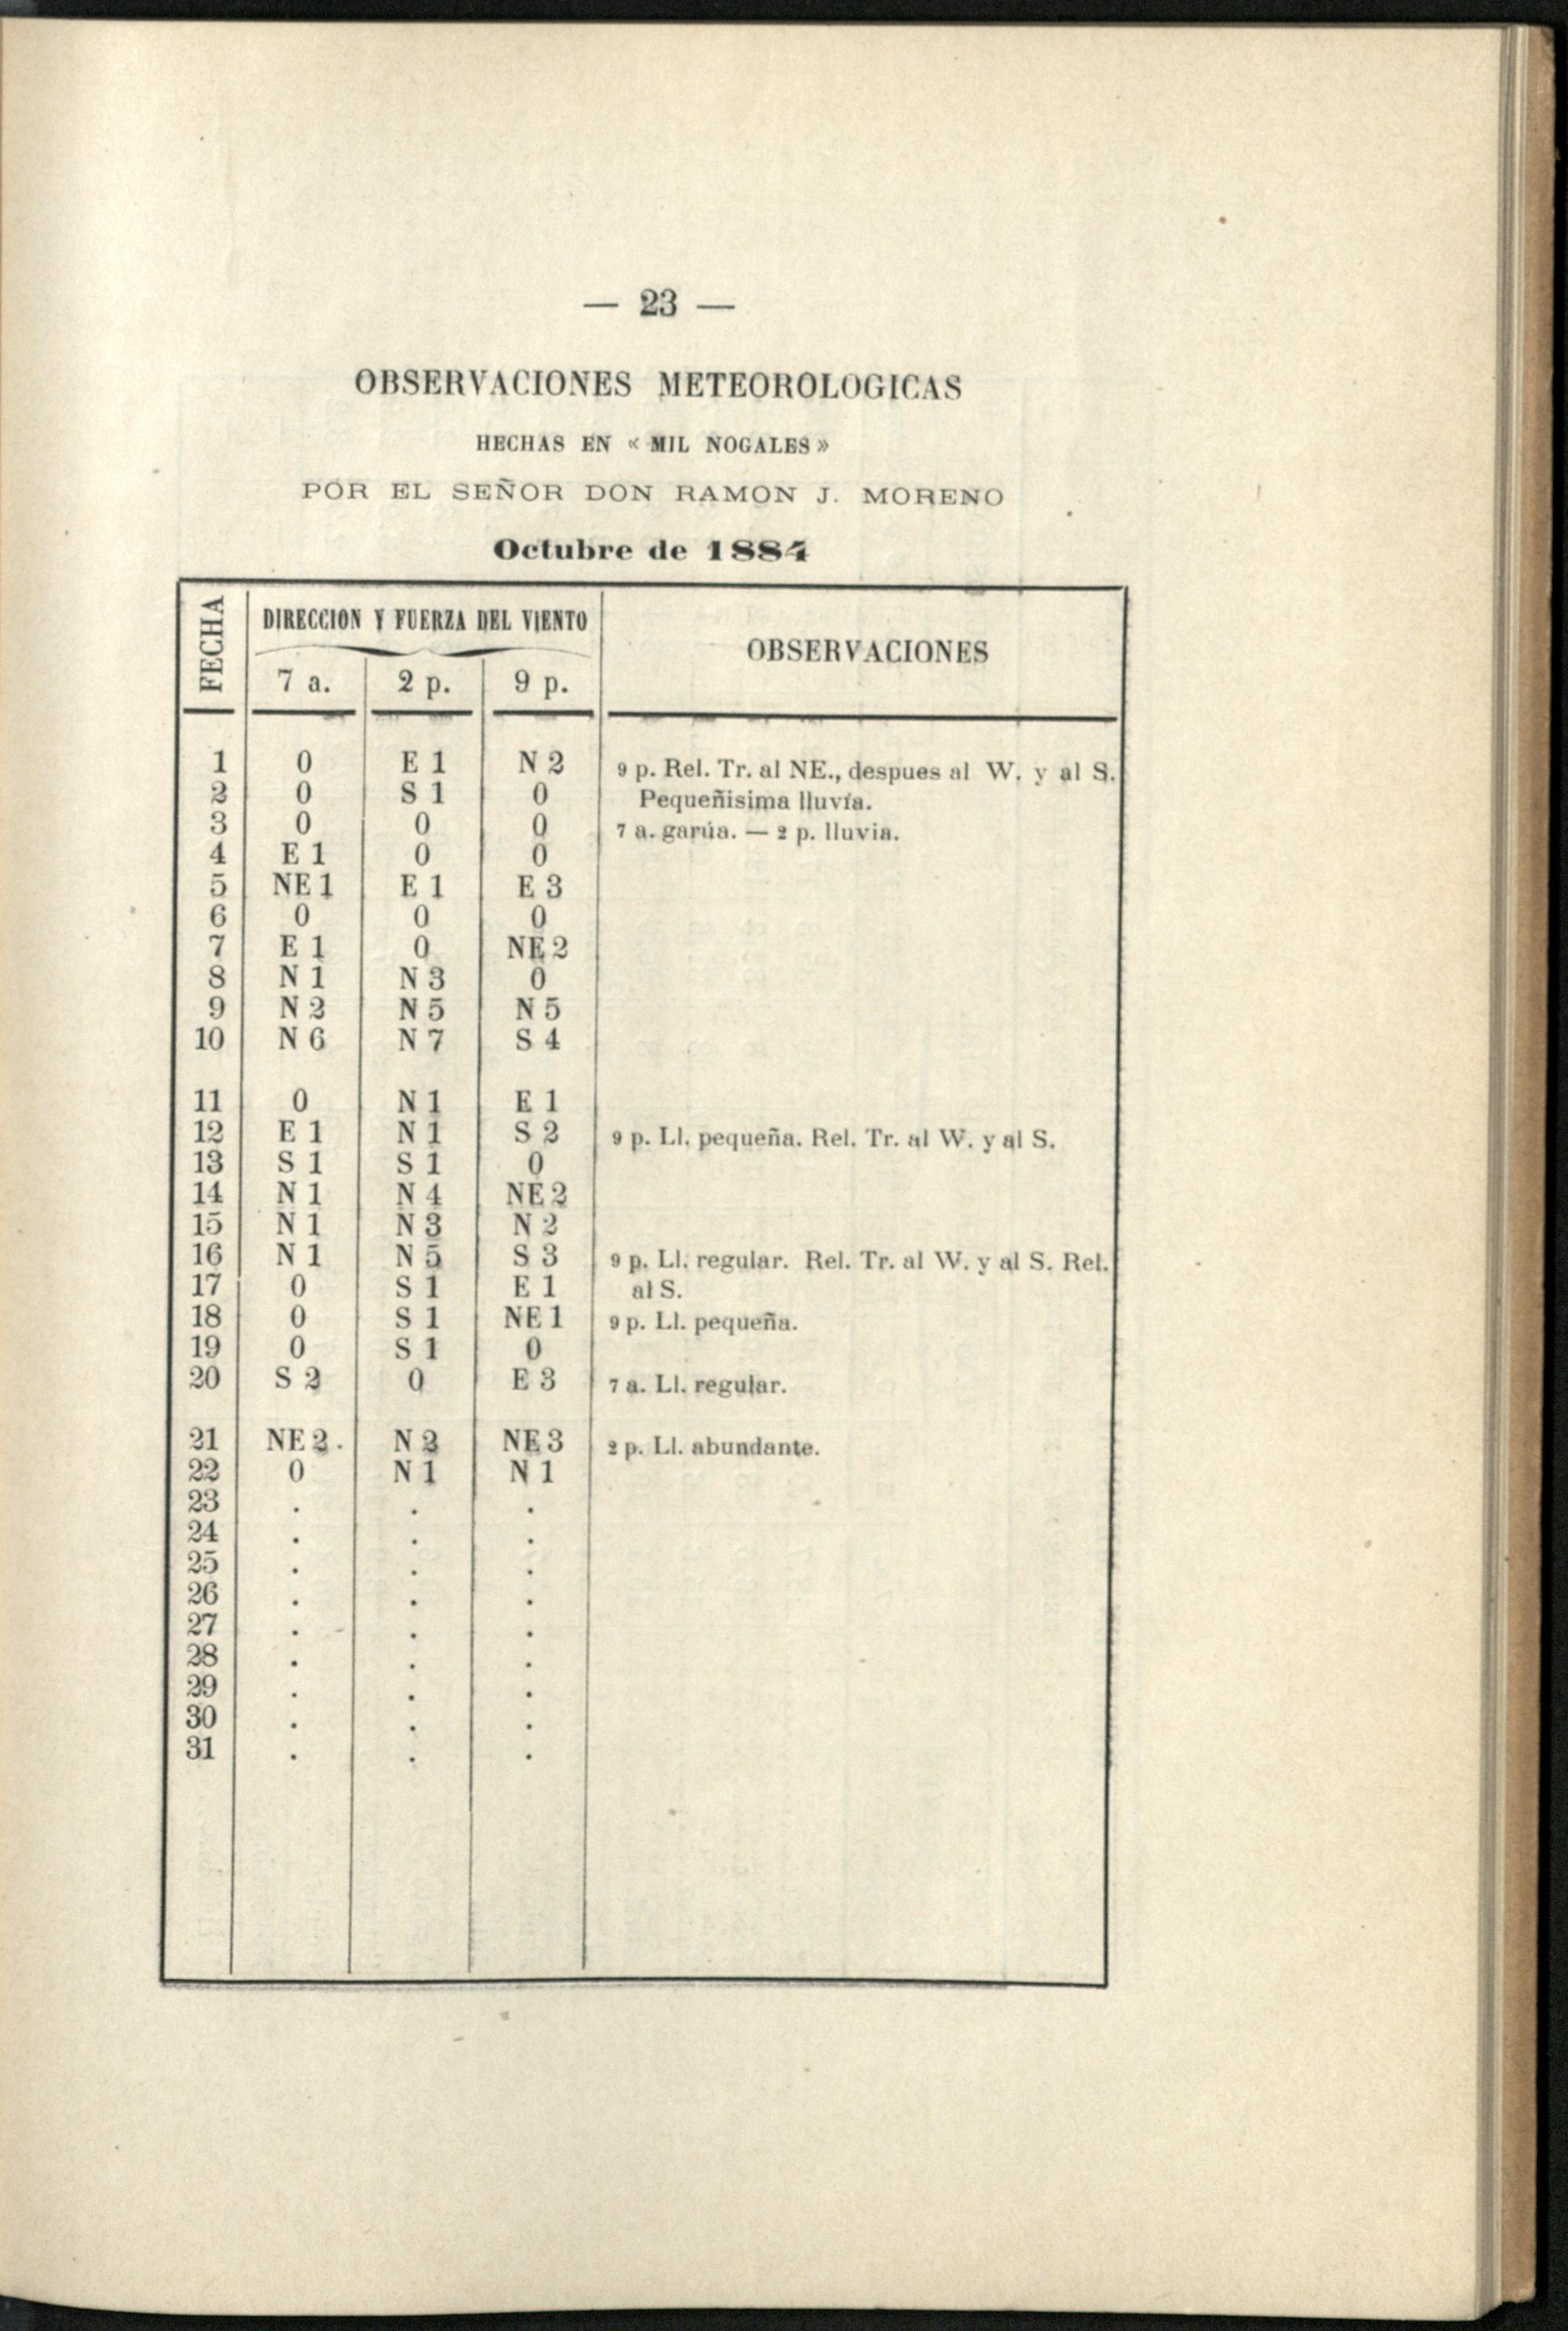 — 23 —
OBSERVACIONES METEOROLOGICAS
HECHAS EN « MIL NOGALES »
POR EL SEÑOR DON RAMON J. MORENO
Octubre de 1884
FECHA DIRECCION Y FUERZA DEL VIENTO OBSERVACIONES
7 a. 2 p. 9 p.
1 0 E 1 N 2 9 p. Rel. Tr. al NE., despues al W. y al S.
2 0 S 1 0 Pequeñisima lluvía.
3 0 0 0 7 a. garúa. — 2 p. lluvia.
4 E 1 0 0
5 NE 1 E 1 E 3
6 0 0 0
7 E 1 0 NE 2
8 N 1 N 3 0
9 N 2 N 5 N 5
10 N 6 N 7 S 4
11 0 N 1 E 1
12 E 1 N 1 S 2 9 p. Ll. pequeña. Rel. Tr. al W. y al S.
13 S 1 S 1 0
14 N 1 N 4 NE 2
15 N 1 N 3 N 2
16 N 1 N 5 S 3 9 p. Ll. regular. Rel. Tr. al W. y al S. Rel.
17 0 S 1 E 1 al S.
18 0 S 1 NE 1 9 p. Ll. pequeña.
19 0 S 1 0
20 S 2 0 E 3 7 a. Ll. regular.
21 NE 2. N 2 NE 3 2 p. Ll. abundante.
22 0 N 1 N 1
23 . . .
24 . . .
25 . . .
26 . . .
27 . . .
28 . . .
29 . . .
30 . . .
31 . . .